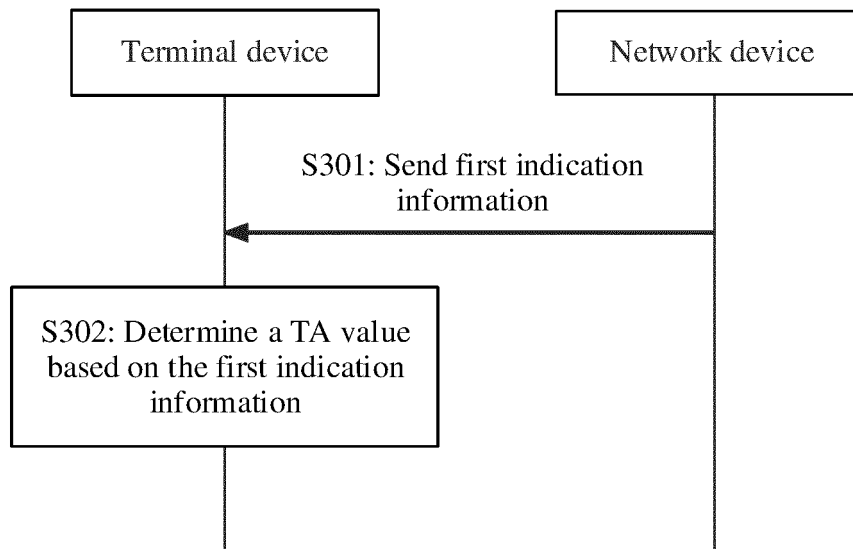 Terminal device
Network device
S301: Send first indication
information
S302: Determine a TA value
based on the first indication
information